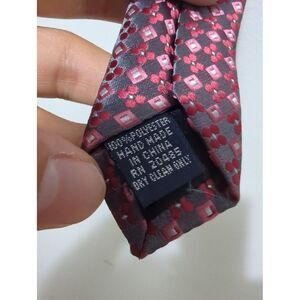 100% POLYESTER
HAND MADE
IN CHINA
RN 20485
DRY CLEAN ONLY